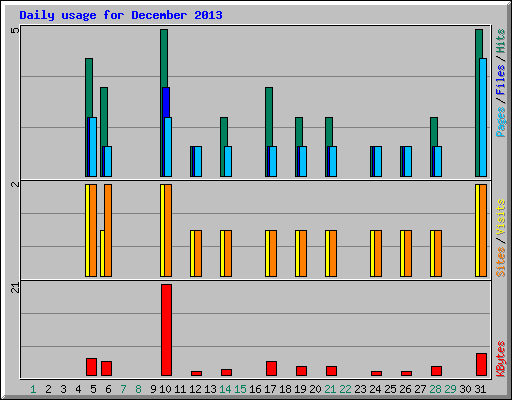 Daily usage for December 2013
5
Pages / Files / Hits
2
Sites / Visits
21
KBytes
1 2 3 4 5 6 7 8 9 10 11 12 13 14 15 16 17 18 19 20 21 22 23 24 25 26 27 28 29 30 31